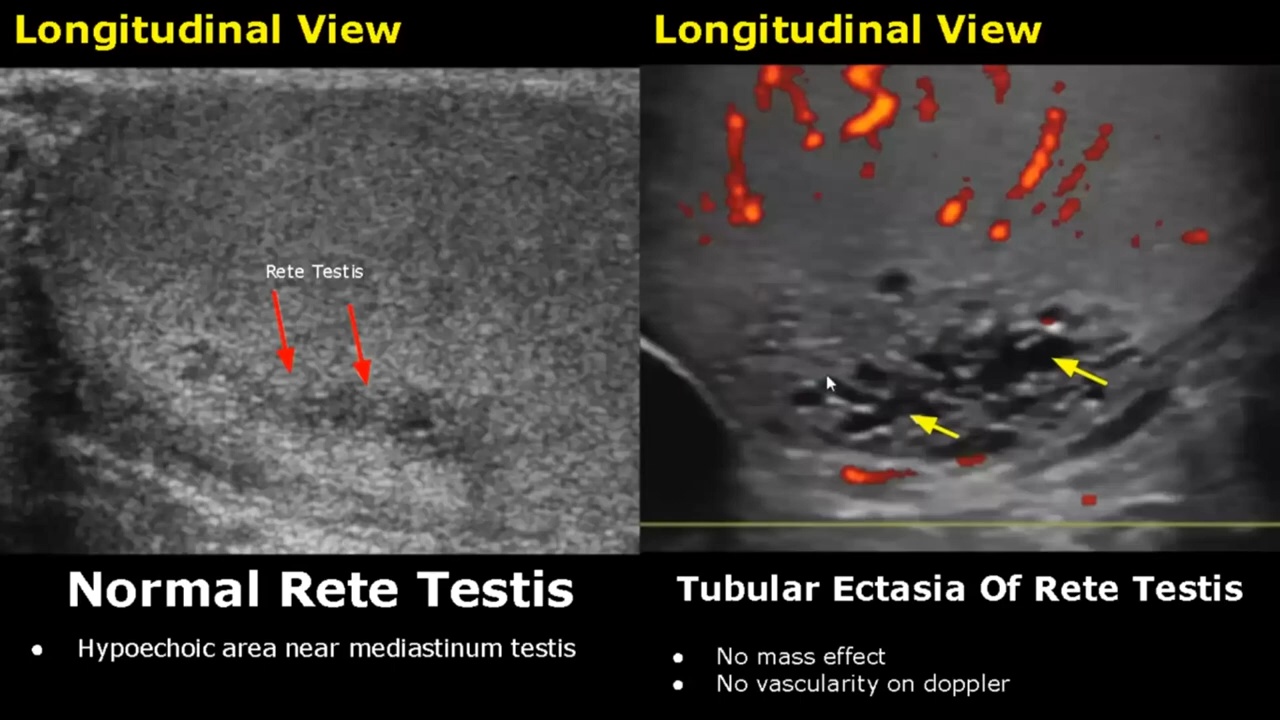 Longitudinal View
Rete Testis
Normal Rete Testis
• Hypoechoic area near mediastinum testis
Longitudinal View
Tubular Ectasia Of Rete Testis
• No mass effect
• No vascularity on doppler